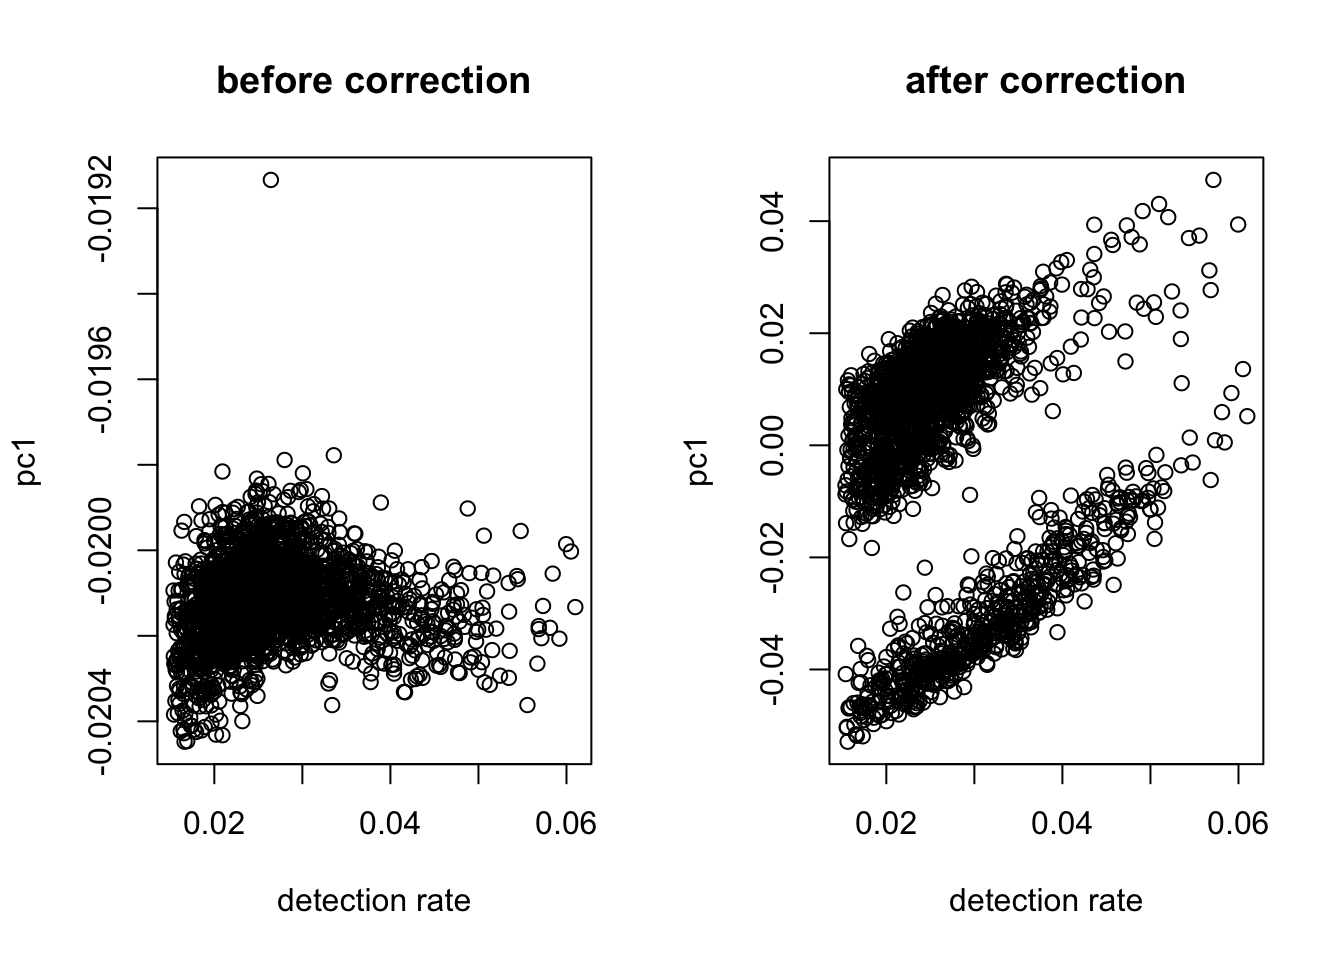 before correction
pc1
-0.0192
-0.0196
-0.0200
-0.0204
0.02 0.04 0.06
detection rate
after correction
pc1
0.04
0.02
0.00
-0.02
-0.04
0.02 0.04 0.06
detection rate